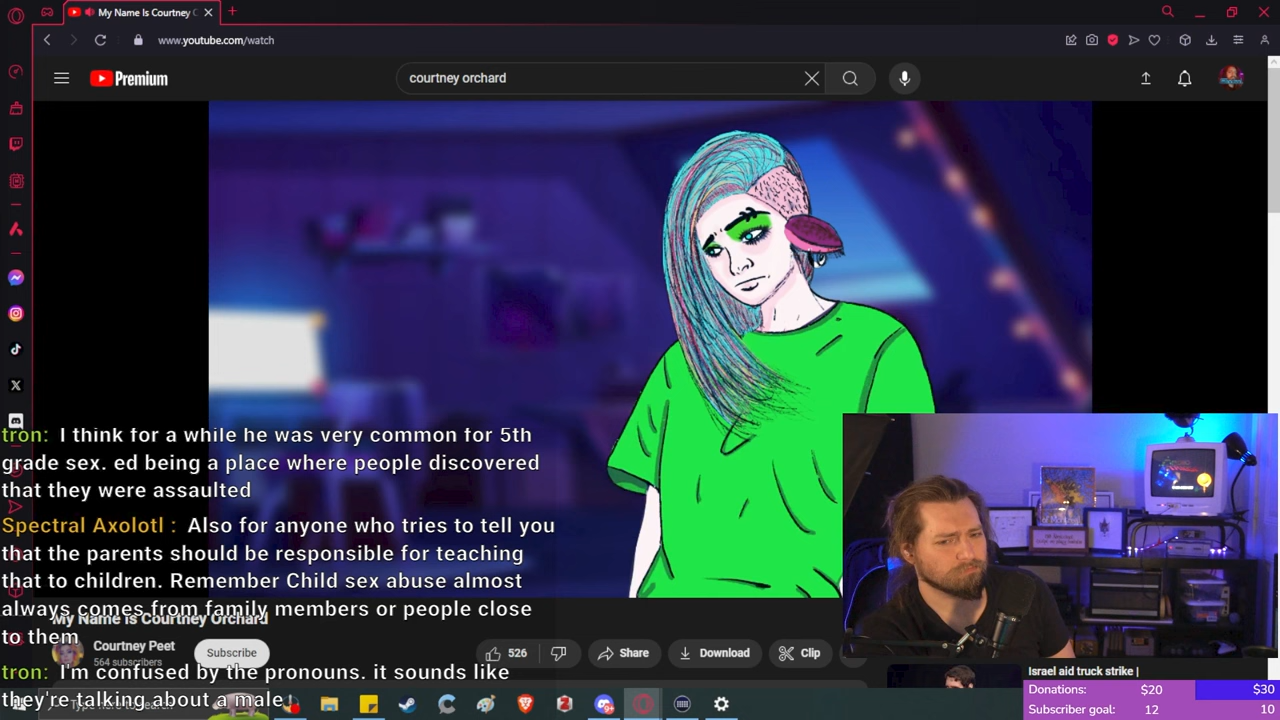 My Name Is Courtney
www.youtube.com/watch
Premium
courtney orchard
tron: I think for a while he was very common for 5th
grade sex. ed being a place where people discovered
that they were assaulted
Spectral Axolotl : Also for anyone who tries to tell you
that the parents should be responsible for teaching
that to children. Remember Child sex abuse almost
always comes from family members or people close
to them
tron: I'm confused by the pronouns. it sounds like
they're talking about a male
My Name is Courtney Orchard
Courtney Peet
564 subscribers
Subscribe
526
Share
Download
Clip
Israel aid truck strike |
Donations: $20 $30
Subscriber goal: 12 10